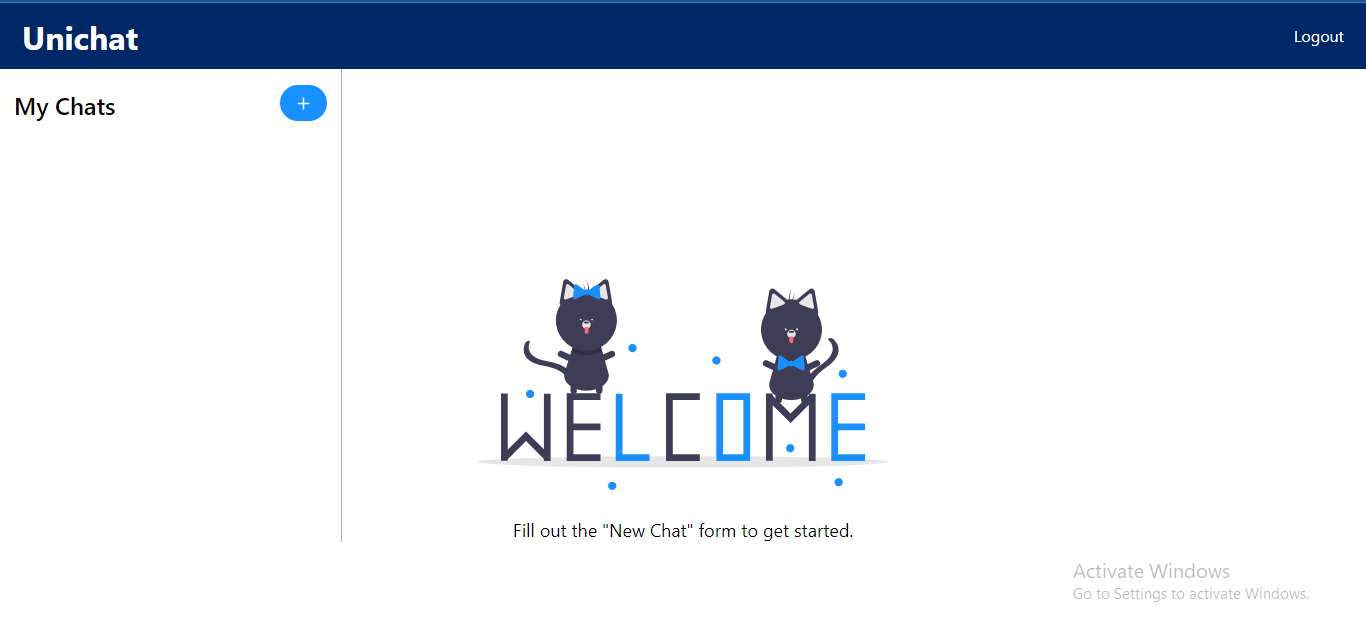 Unichat
Logout
My Chats
+
WELCOME
Fill out the "New Chat" form to get started.
Activate Windows
Go to Settings to activate Windows.